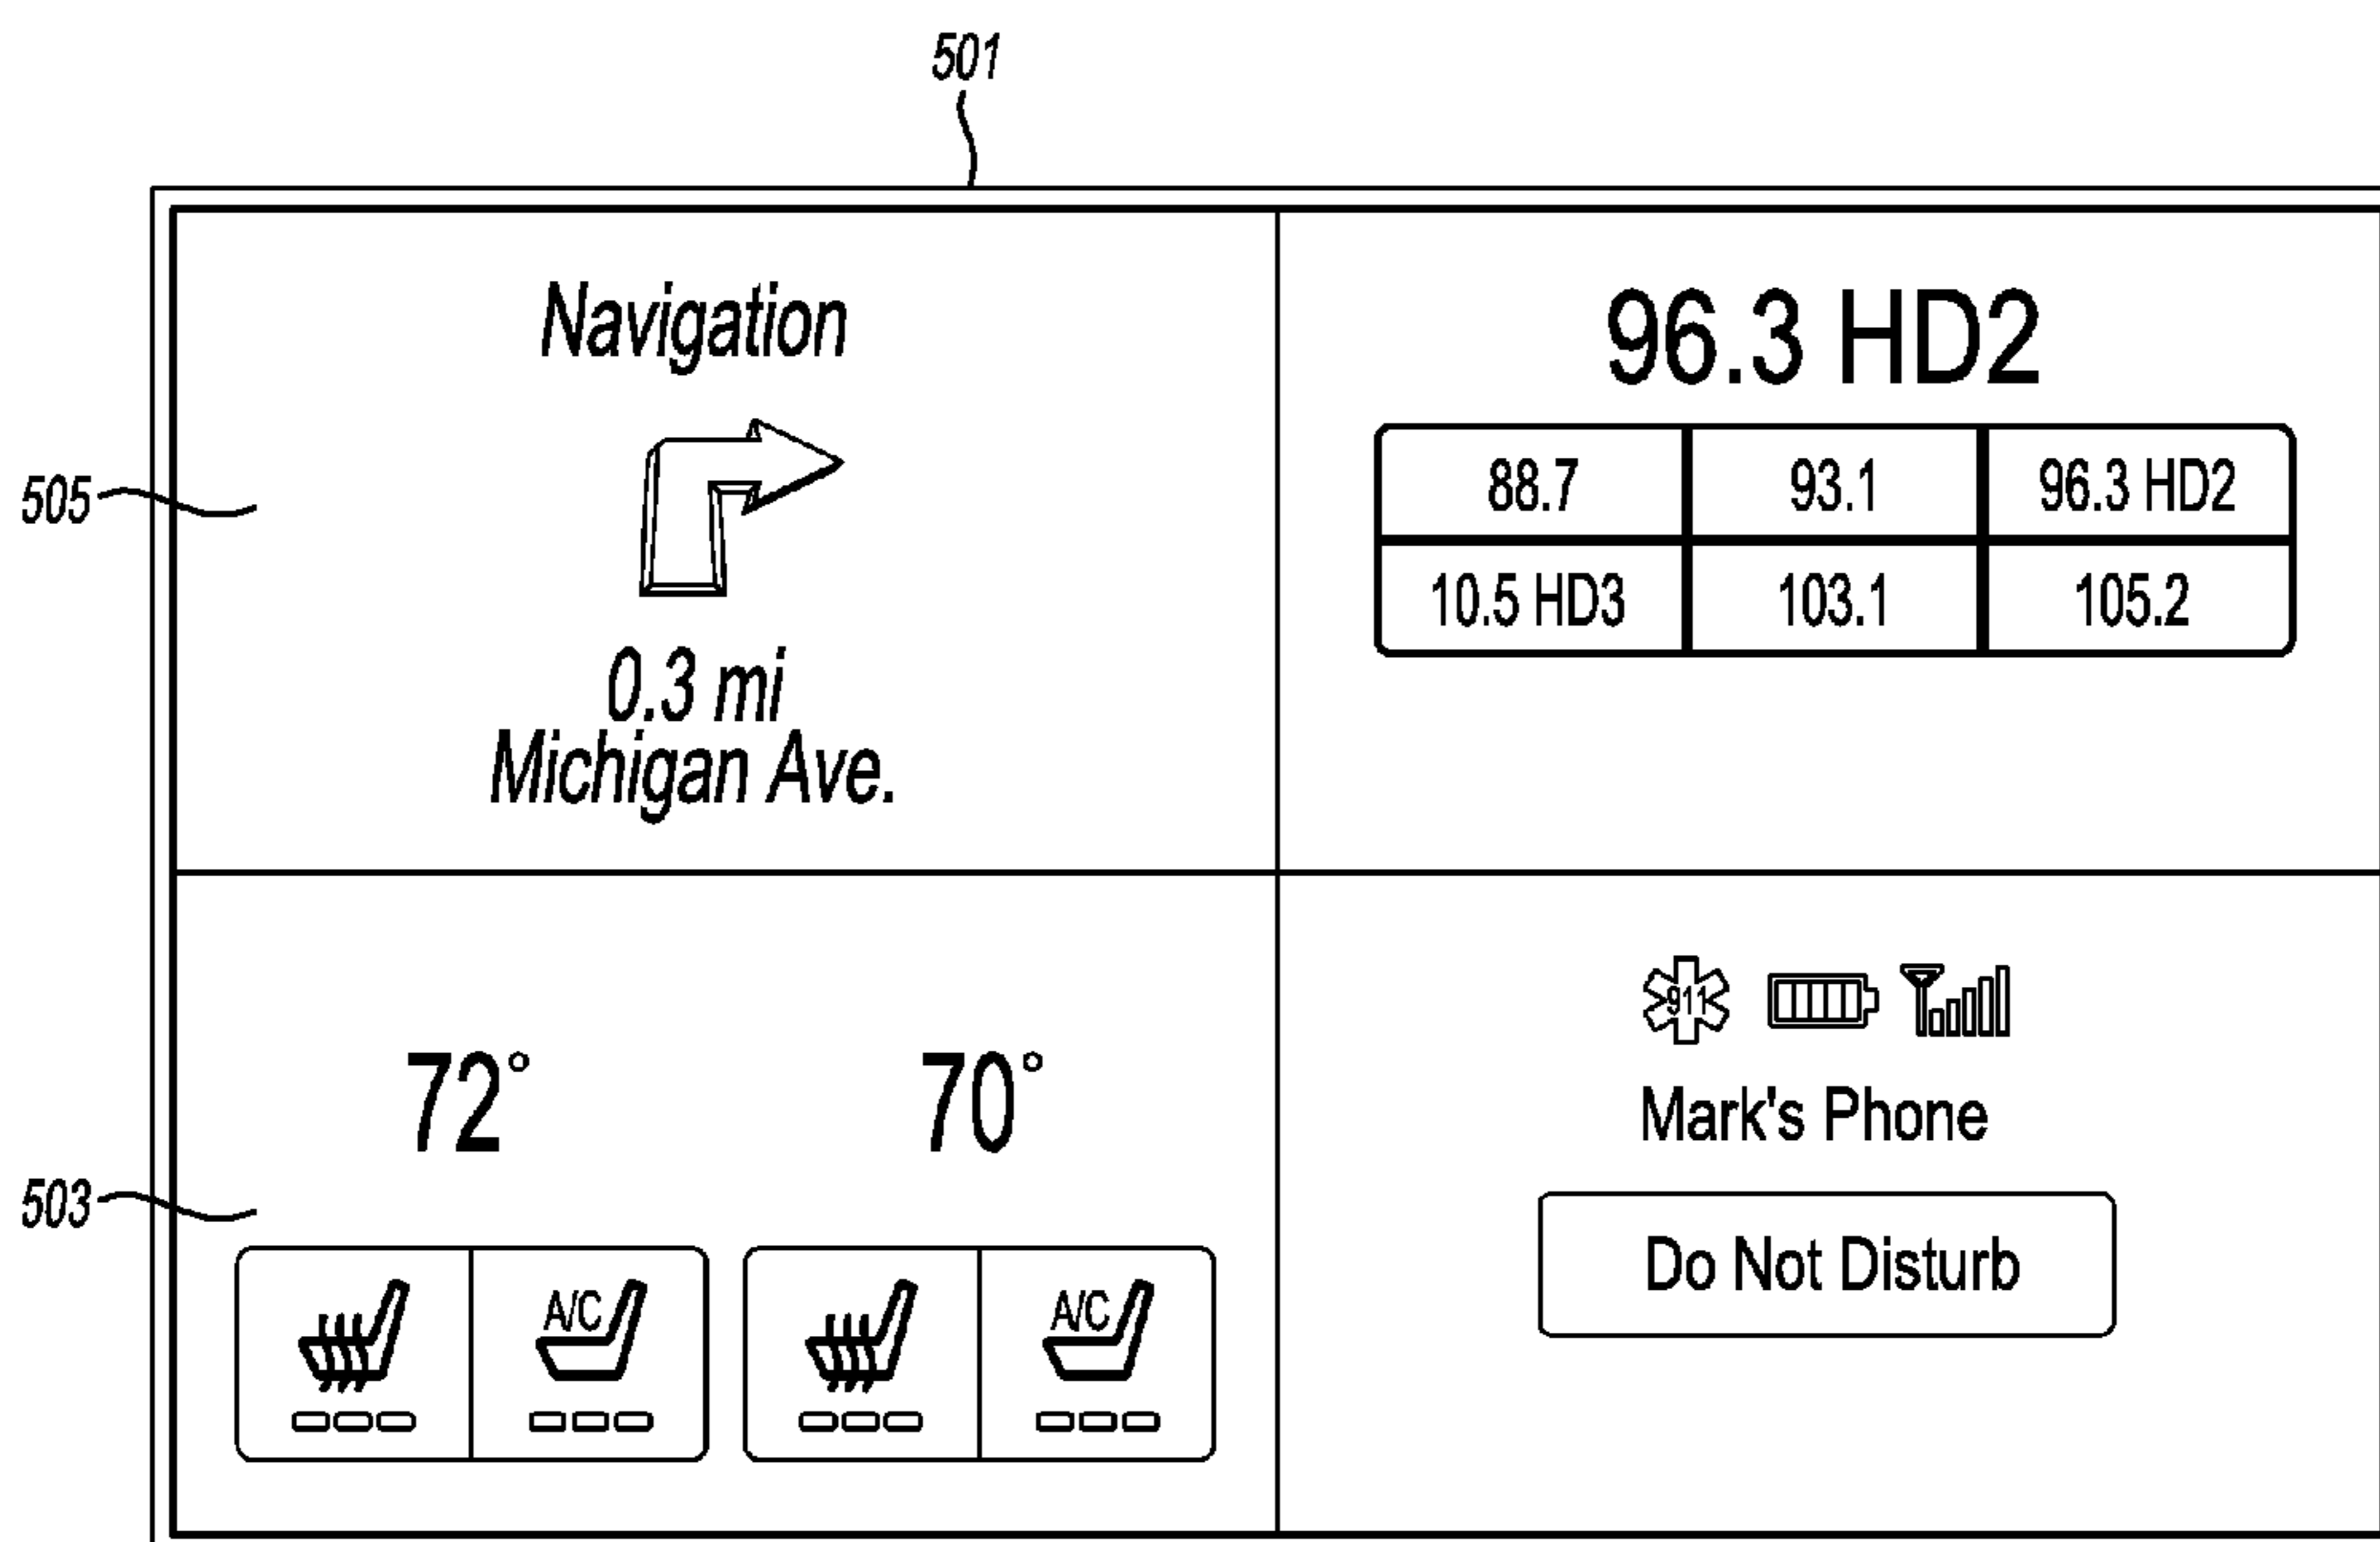 501
505
Navigation
0.3 mi
Michigan Ave.
96.3 HD2
88.7 93.1 96.3 HD2
10.5 HD3 103.1 105.2
503
72° 70°
A/C A/C
911
Mark's Phone
Do Not Disturb